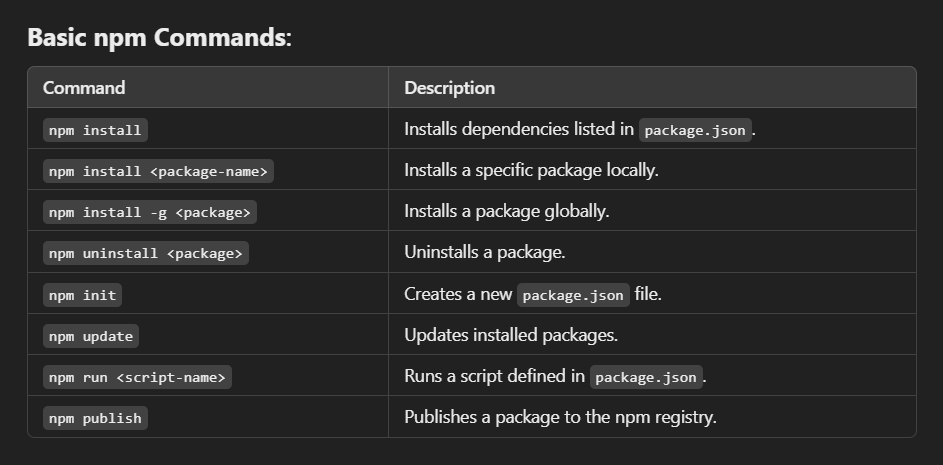 Basic npm Commands:
Command Description
npm install Installs dependencies listed in package.json.
npm install <package-name> Installs a specific package locally.
npm install -g <package> Installs a package globally.
npm uninstall <package> Uninstalls a package.
npm init Creates a new package.json file.
npm update Updates installed packages.
npm run <script-name> Runs a script defined in package.json.
npm publish Publishes a package to the npm registry.